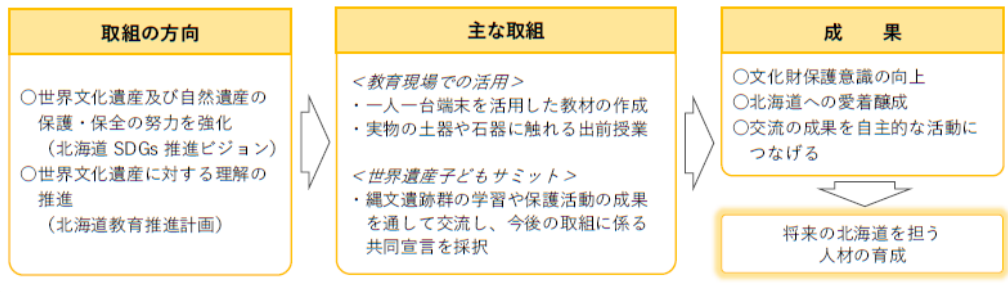 取組の方向
○世界文化遺産及び自然遺産の
保護・保全の努力を強化
（北海道 SDGs 推進ビジョン）
○世界文化遺産に対する理解の
推進
（北海道教育推進計画）
主な取組
＜教育現場での活用＞
・一人一台端末を活用した教材の作成
・実物の土器や石器に触れる出前授業
＜世界遺産子どもサミット＞
・縄文遺跡群の学習や保護活動の成果
を通して交流し、今後の取組に係る
共同宣言を採択
成　果
○文化財保護意識の向上
○北海道への愛着醸成
○交流の成果を自主的な活動に
つなげる
将来の北海道を担う
人材の育成